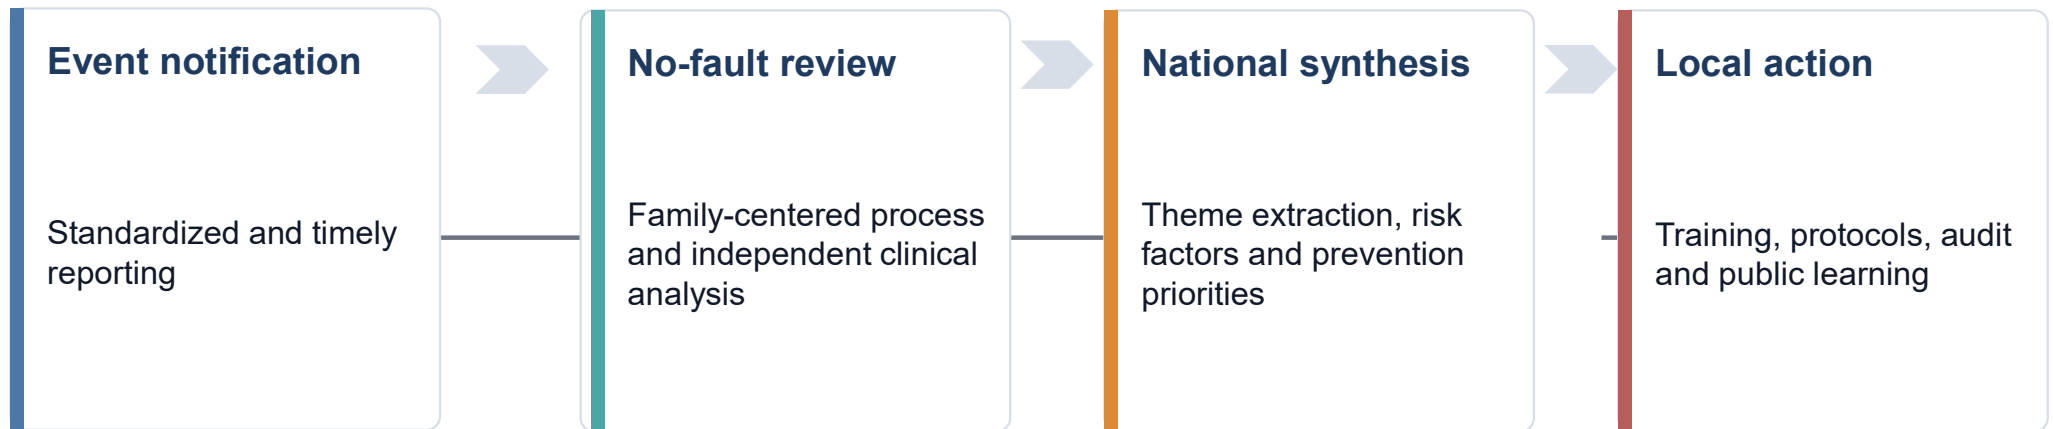 Event notification
Standardized and timely
reporting
No-fault review
Family-centered process
and independent clinical
analysis
National synthesis
Theme extraction, risk
factors and prevention
priorities
Local action
Training, protocols, audit
and public learning